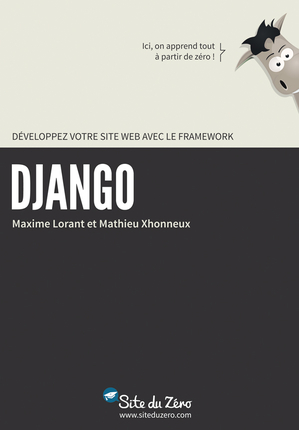 Ici, on apprend tout
à partir de zéro !
DÉVELOPPEZ VOTRE SITE WEB AVEC LE FRAMEWORK
DJANGO
Maxime Lorant et Mathieu Xhonneux
Site du Zéro
www.siteduzero.com